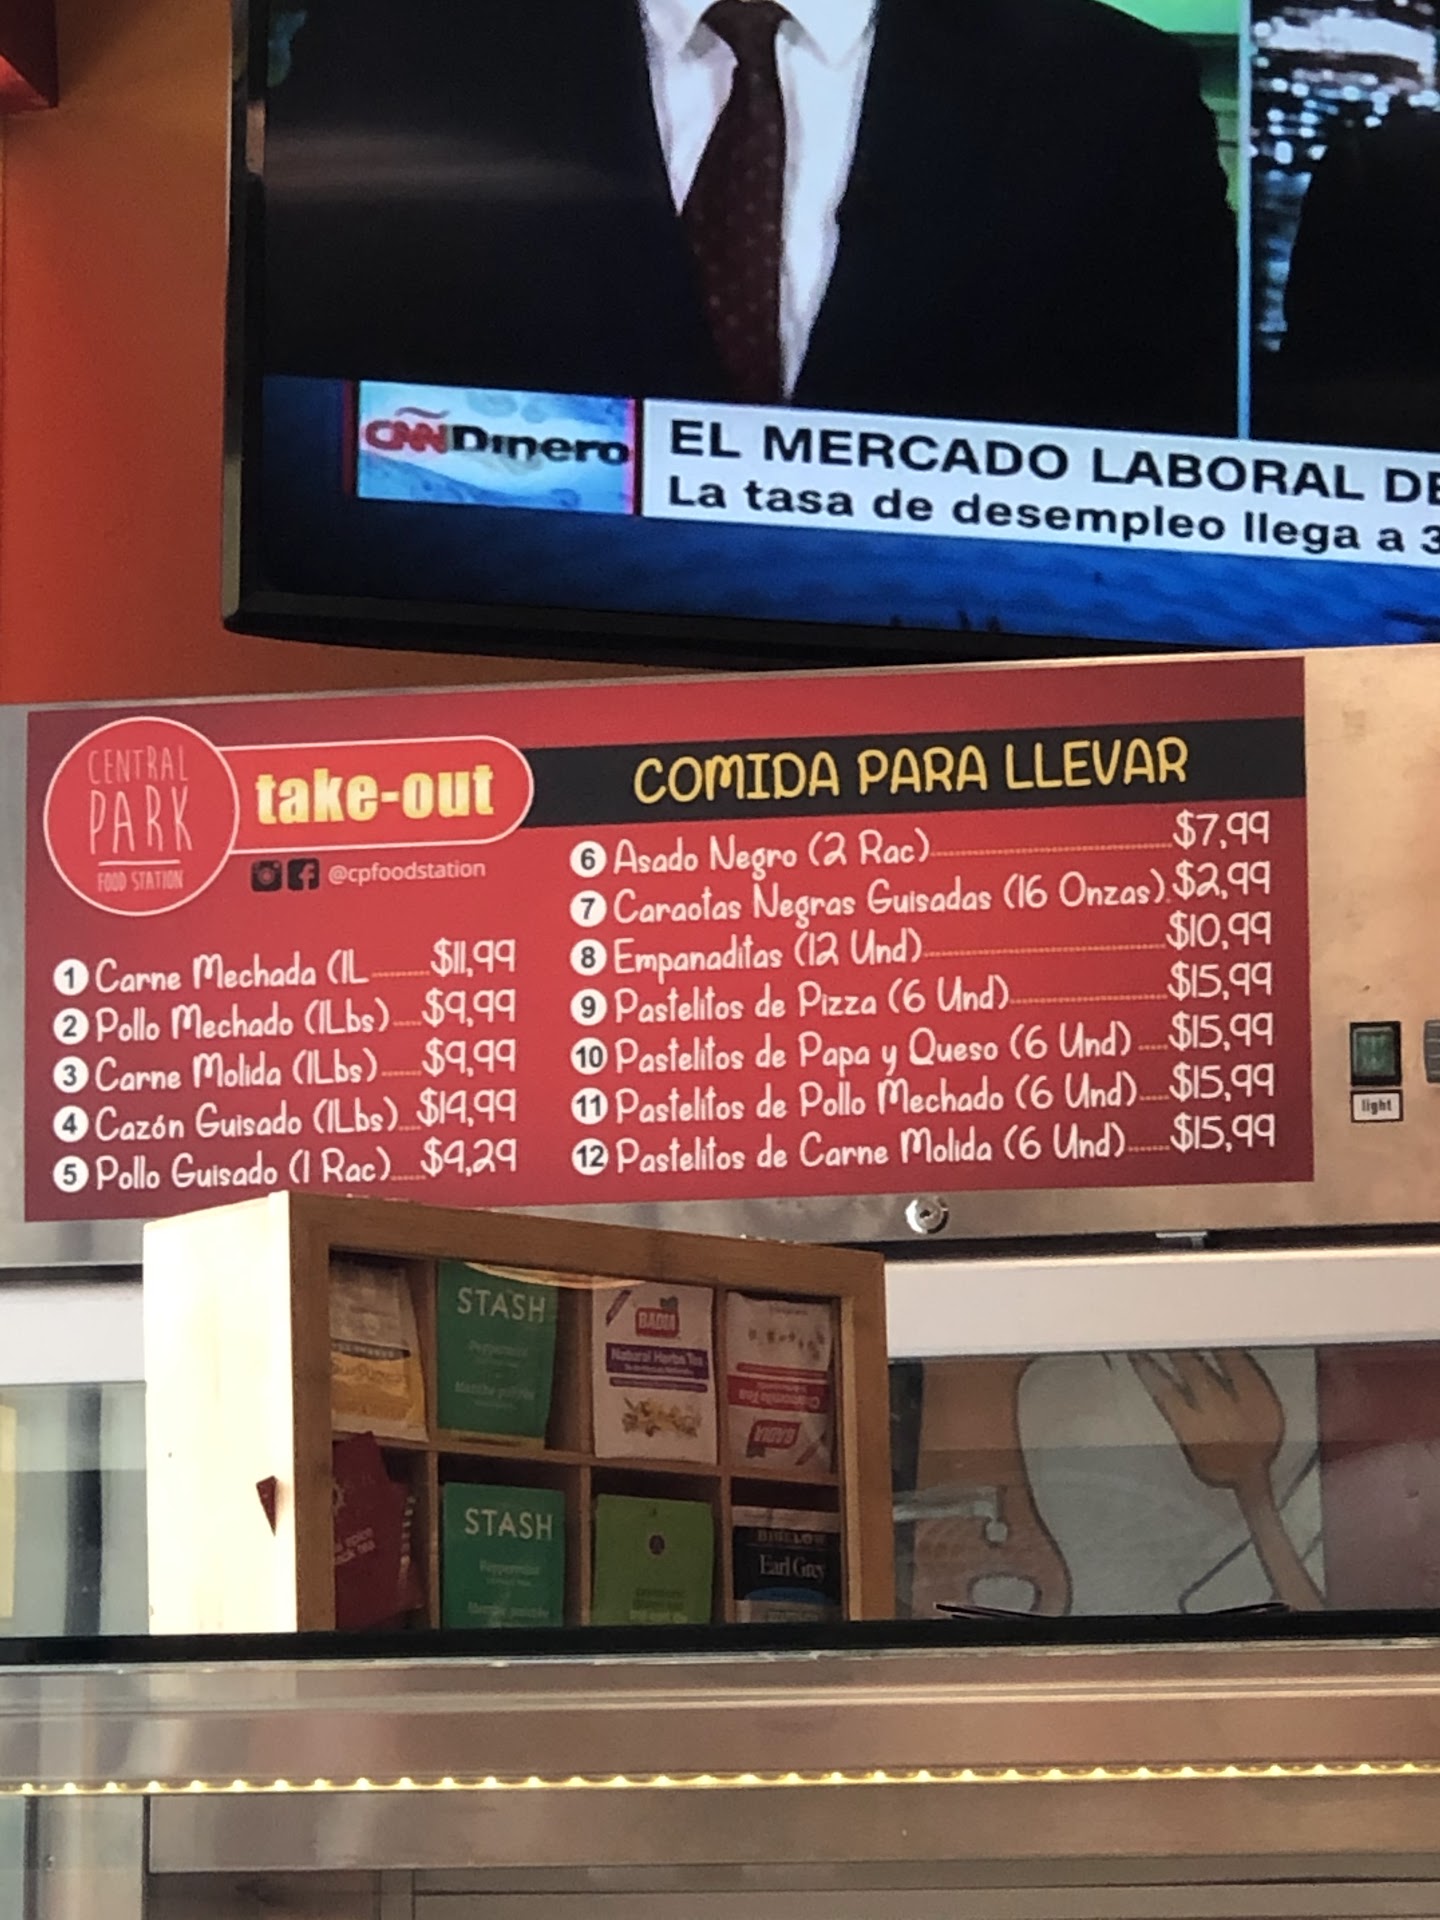 CNN Dinero
EL MERCADO LABORAL DE
La tasa de desempleo llega a 3
CENTRAL
PARK
FOOD STATION
take-out
@cpfoodstation
COMIDA PARA LLEVAR
1 Carne Mechada (1L........$11,99
2 Pollo Mechado (1Lbs)....$9,99
3 Carne Molida (1Lbs)......$9,99
4 Cazón Guisado (1Lbs)...$14,99
5 Pollo Guisado (1 Rac).....$4,29
6 Asado Negro (2 Rac)........................$7,99
7 Caraotas Negras Guisadas (16 Onzas).$2,99
8 Empanaditas (12 Und)........................$10,99
9 Pastelitos de Pizza (6 Und)................$15,99
10 Pastelitos de Papa y Queso (6 Und)....$15,99
11 Pastelitos de Pollo Mechado (6 Und)....$15,99
12 Pastelitos de Carne Molida (6 Und).....$15,99
light
STASH
Peppermint
BADIA
Natural Herbs Tea
BADIA
STASH
Peppermint
BIGELOW
Earl Grey